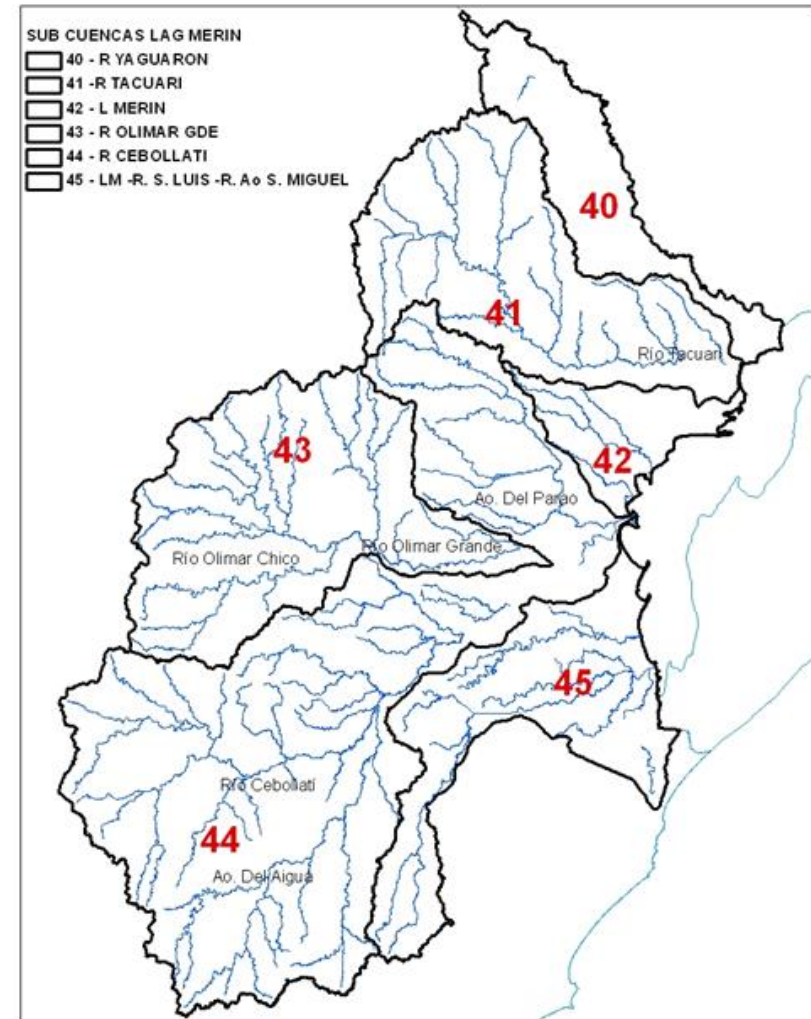 SUB CUENCAS LAG MERIN
40 - R YAGUARON
41 -R TACUARI
42 - L MERIN
43 - R OLIMAR GDE
44 - R CEBOLLATI
45 - LM -R. S. LUIS -R. Ao S. MIGUEL
40
41
Río Tacuari
43
42
Ao. Del Parao
Río Olimar Chico
Río Olimar Grande
45
Río Cebollatí
44
Ao. Del Aigua